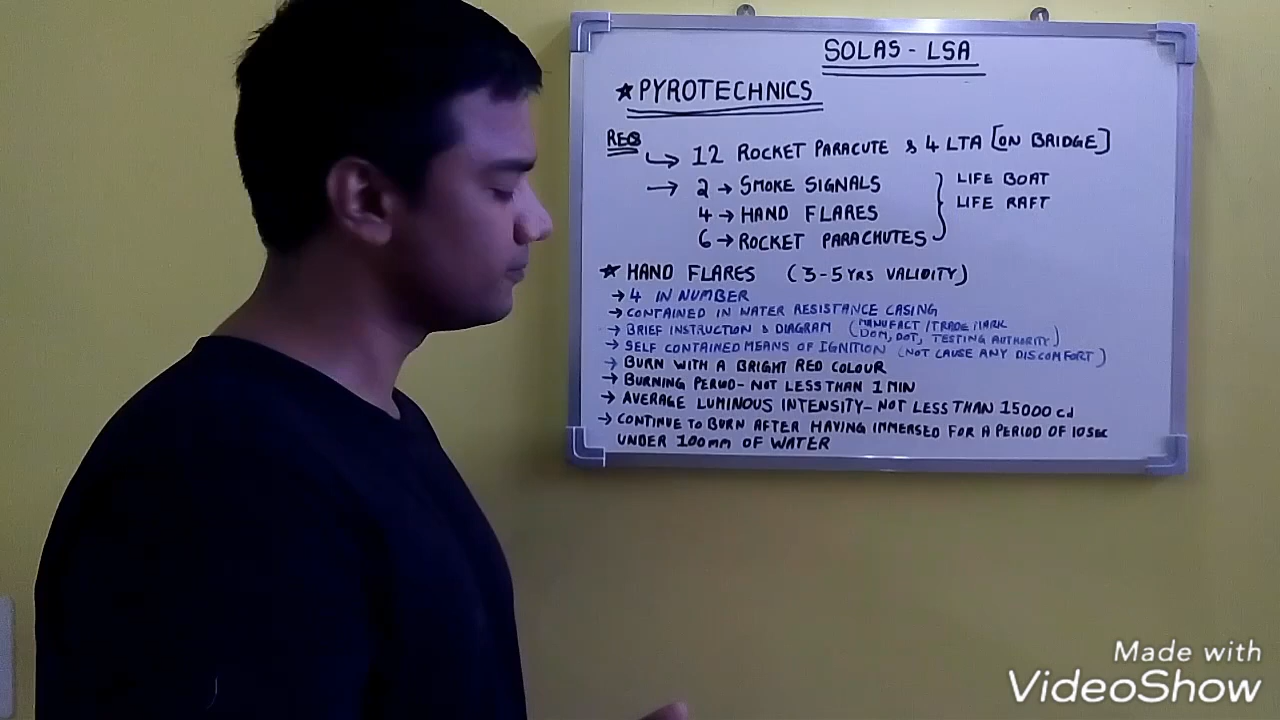 SOLAS - LSA
★ PYROTECHNICS
REQ
→ 12 ROCKET PARACUTE & 4 LTA [ON BRIDGE]
→ 2 → SMOKE SIGNALS } LIFE BOAT
4 → HAND FLARES LIFE RAFT
6 → ROCKET PARACHUTES
★ HAND FLARES (3-5 YRS VALIDITY)
→ 4 IN NUMBER
→ CONTAINED IN WATER RESISTANCE CASING
→ BRIEF INSTRUCTION & DIAGRAM (MANUFACT/TRADE MARK
DOM, DOT, TESTING AUTHORITY)
→ SELF CONTAINED MEANS OF IGNITION (NOT CAUSE ANY DISCOMFORT)
→ BURN WITH A BRIGHT RED COLOUR
→ BURNING PERIOD - NOT LESS THAN 1 MIN
→ AVERAGE LUMINOUS INTENSITY - NOT LESS THAN 15000 cd
→ CONTINUE TO BURN AFTER HAVING IMMERSED FOR A PERIOD OF 10 SEC
UNDER 100mm OF WATER
Made with
VideoShow